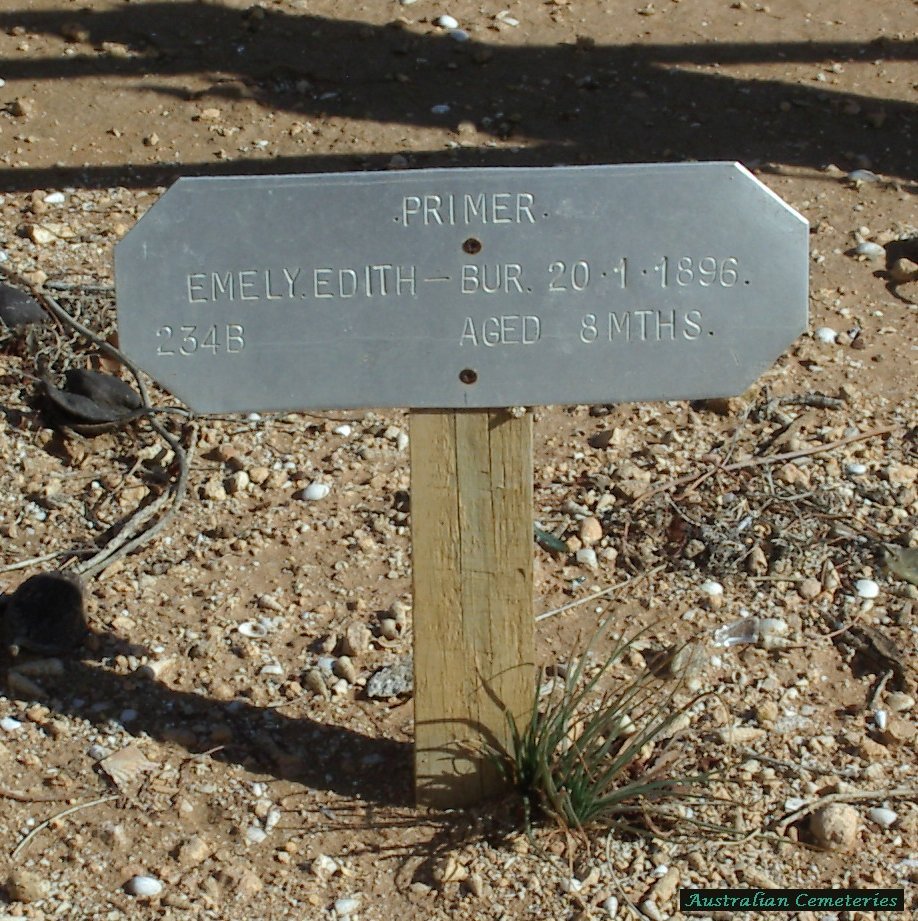 .PRIMER.
EMELY. EDITH — BUR. 20·1·1896.
234B AGED 8 MTHS.
Australian Cemeteries